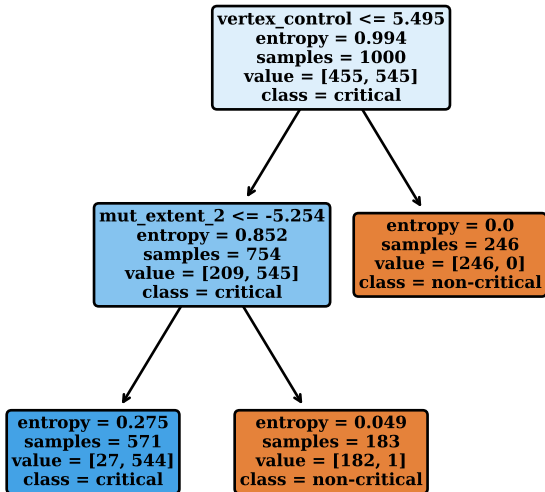 vertex_control <= 5.495
entropy = 0.994
samples = 1000
value = [455, 545]
class = critical
mut_extent_2 <= -5.254
entropy = 0.852
samples = 754
value = [209, 545]
class = critical
entropy = 0.0
samples = 246
value = [246, 0]
class = non-critical
entropy = 0.275
samples = 571
value = [27, 544]
class = critical
entropy = 0.049
samples = 183
value = [182, 1]
class = non-critical